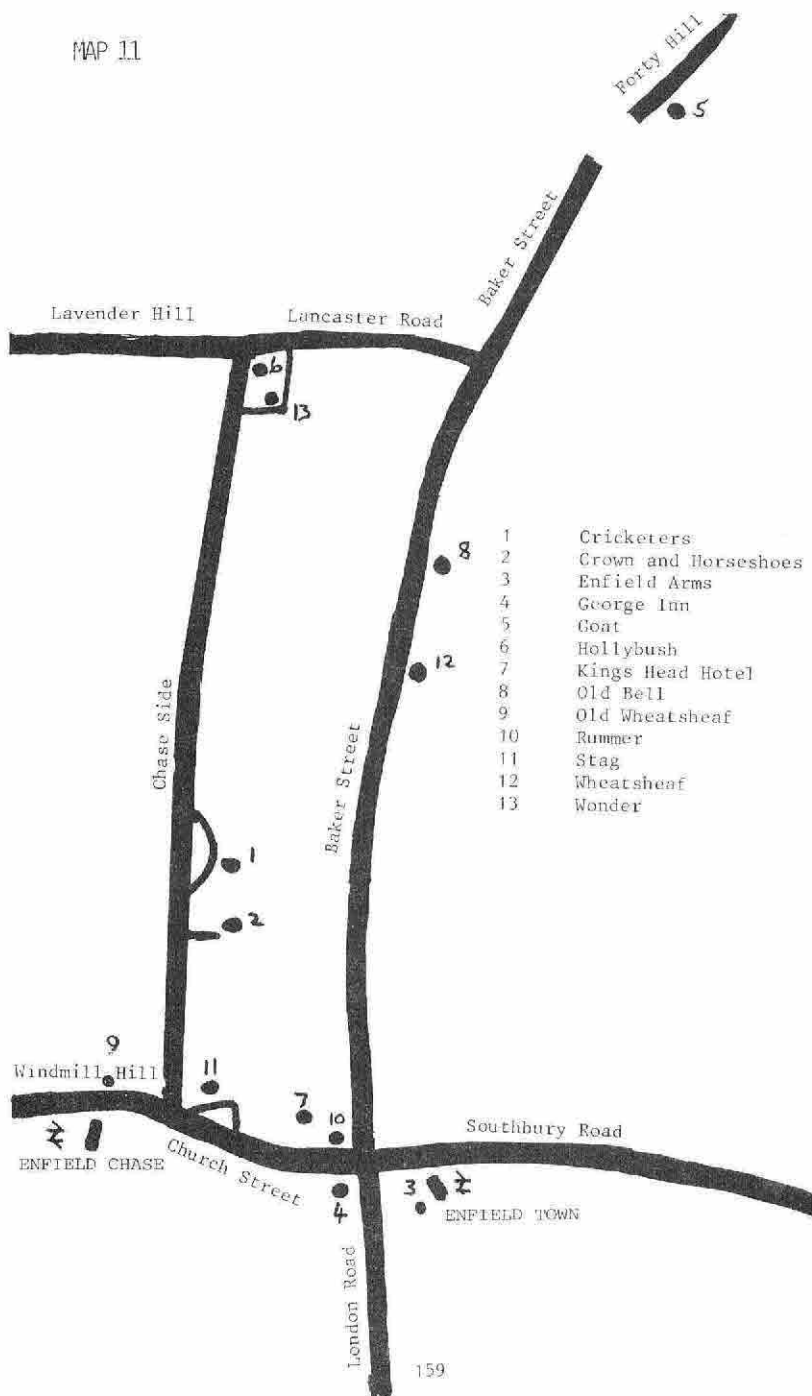 MAP 11
Forty Hill
5
Baker Street
Lavender Hill
Lancaster Road
6
13
8
12
1 Cricketers
2 Crown and Horseshoes
3 Enfield Arms
4 George Inn
5 Goat
6 Hollybush
7 Kings Head Hotel
8 Old Bell
9 Old Wheatsheaf
10 Rummer
11 Stag
12 Wheatsheaf
13 Wonder
Chase Side
Baker Street
1
2
9
Windmill Hill
11
7
10
Southbury Road
Church Street
ENFIELD CHASE
4
3
ENFIELD TOWN
London Road
159